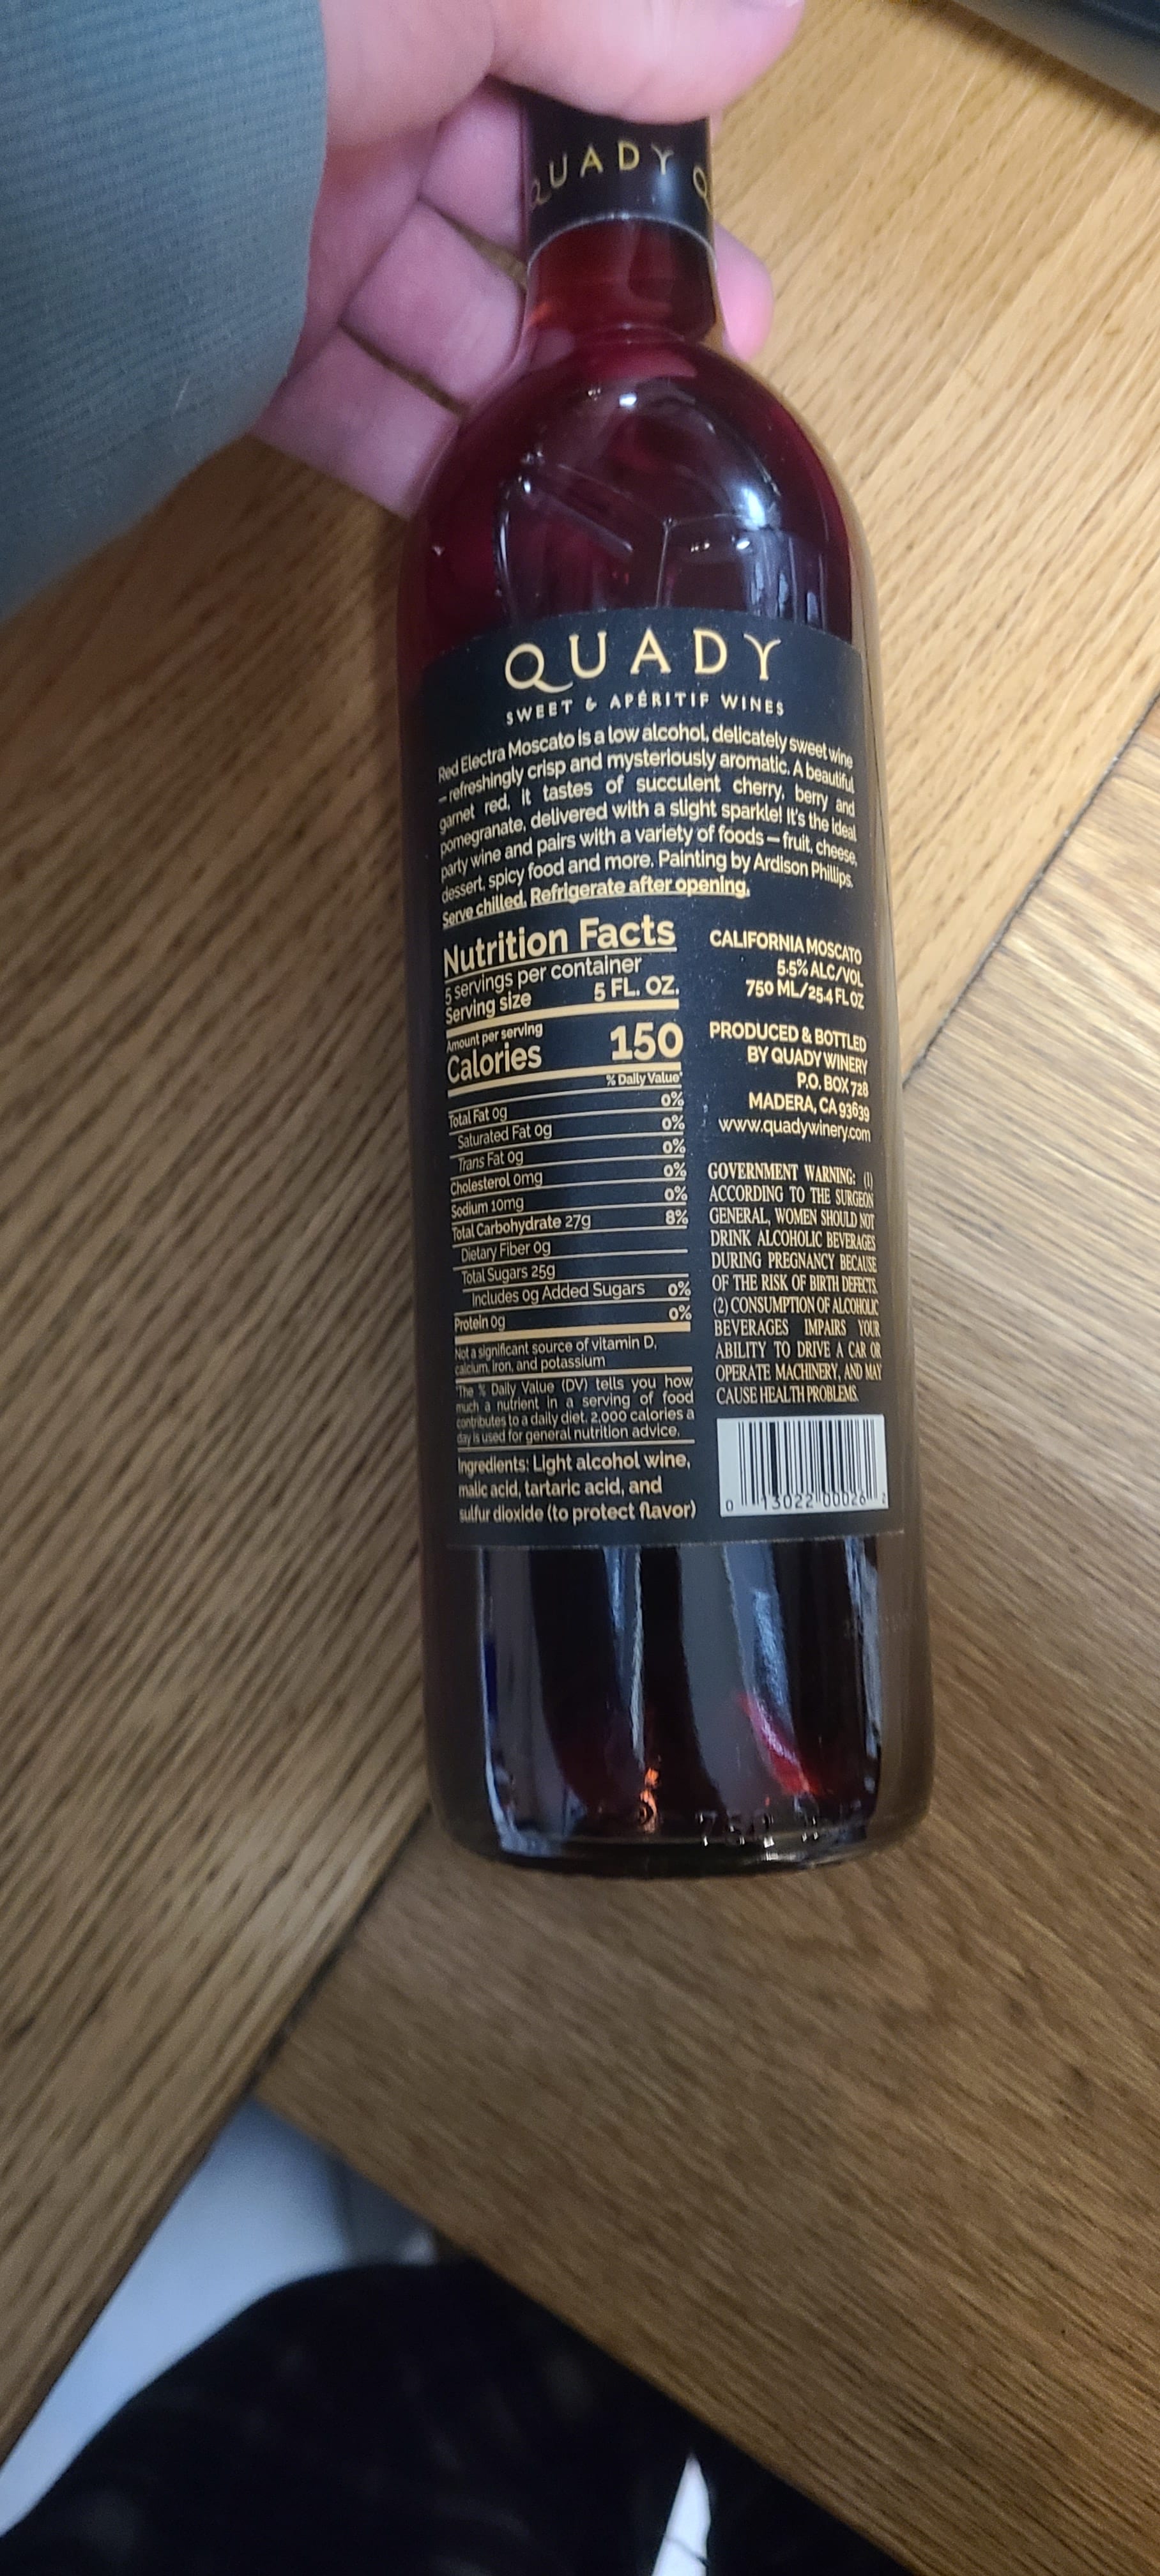 QUADY Q
QUADY
SWEET & APÉRITIF WINES
Red Electra Moscato is a low alcohol, delicately sweet wine
– refreshingly crisp and mysteriously aromatic. A beautiful
garnet red, it tastes of succulent cherry, berry and
pomegranate, delivered with a slight sparkle! It's the ideal
party wine and pairs with a variety of foods – fruit, cheese,
dessert, spicy food and more. Painting by Ardison Phillips.
Serve chilled. Refrigerate after opening.
Nutrition Facts
5 servings per container
Serving size 5 FL. OZ.
Amount per serving
Calories 150
% Daily Value*
Total Fat 0g 0%
Saturated Fat 0g 0%
Trans Fat 0g 0%
Cholesterol 0mg 0%
Sodium 10mg 0%
Total Carbohydrate 27g 8%
Dietary Fiber 0g
Total Sugars 25g
Includes 0g Added Sugars 0%
Protein 0g 0%
Not a significant source of vitamin D,
calcium, iron, and potassium
*The % Daily Value (DV) tells you how
much a nutrient in a serving of food
contributes to a daily diet. 2,000 calories a
day is used for general nutrition advice.
Ingredients: Light alcohol wine,
malic acid, tartaric acid, and
sulfur dioxide (to protect flavor)
CALIFORNIA MOSCATO
5.5% ALC/VOL
750 ML/25.4 FL OZ
PRODUCED & BOTTLED
BY QUADY WINERY
P.O. BOX 728
MADERA, CA 93639
www.quadywinery.com
GOVERNMENT WARNING: (1)
ACCORDING TO THE SURGEON
GENERAL, WOMEN SHOULD NOT
DRINK ALCOHOLIC BEVERAGES
DURING PREGNANCY BECAUSE
OF THE RISK OF BIRTH DEFECTS.
(2) CONSUMPTION OF ALCOHOLIC
BEVERAGES IMPAIRS YOUR
ABILITY TO DRIVE A CAR OR
OPERATE MACHINERY, AND MAY
CAUSE HEALTH PROBLEMS.
0 13022 00026 2